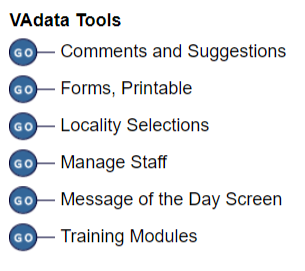 VAdata Tools
GO Comments and Suggestions
GO Forms, Printable
GO Locality Selections
GO Manage Staff
GO Message of the Day Screen
GO Training Modules